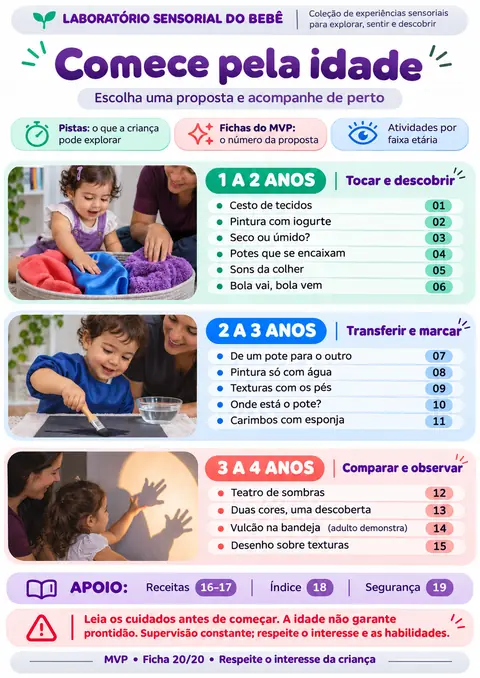 LABORATÓRIO SENSORIAL DO BEBÊ
Coleção de experiências sensoriais
para explorar, sentir e descobrir
Comece pela idade
Escolha uma proposta e acompanhe de perto
Pistas: o que a criança
pode explorar
Fichas do MVP:
o número da proposta
Atividades por
faixa etária
1 A 2 ANOS
Tocar e descobrir
Cesto de tecidos 01
Pintura com iogurte 02
Seco ou úmido? 03
Potes que se encaixam 04
Sons da colher 05
Bola vai, bola vem 06
2 A 3 ANOS
Transferir e marcar
De um pote para o outro 07
Pintura só com água 08
Texturas com os pés 09
Onde está o pote? 10
Carimbos com esponja 11
3 A 4 ANOS
Comparar e observar
Teatro de sombras 12
Duas cores, uma descoberta 13
Vulcão na bandeja (adulto demonstra) 14
Desenho sobre texturas 15
APOIO: Receitas 16–17 Índice 18 Segurança 19
Leia os cuidados antes de começar. A idade não garante
prontidão. Supervisão constante; respeite o interesse e as habilidades.
MVP • Ficha 20/20 • Respeite o interesse da criança